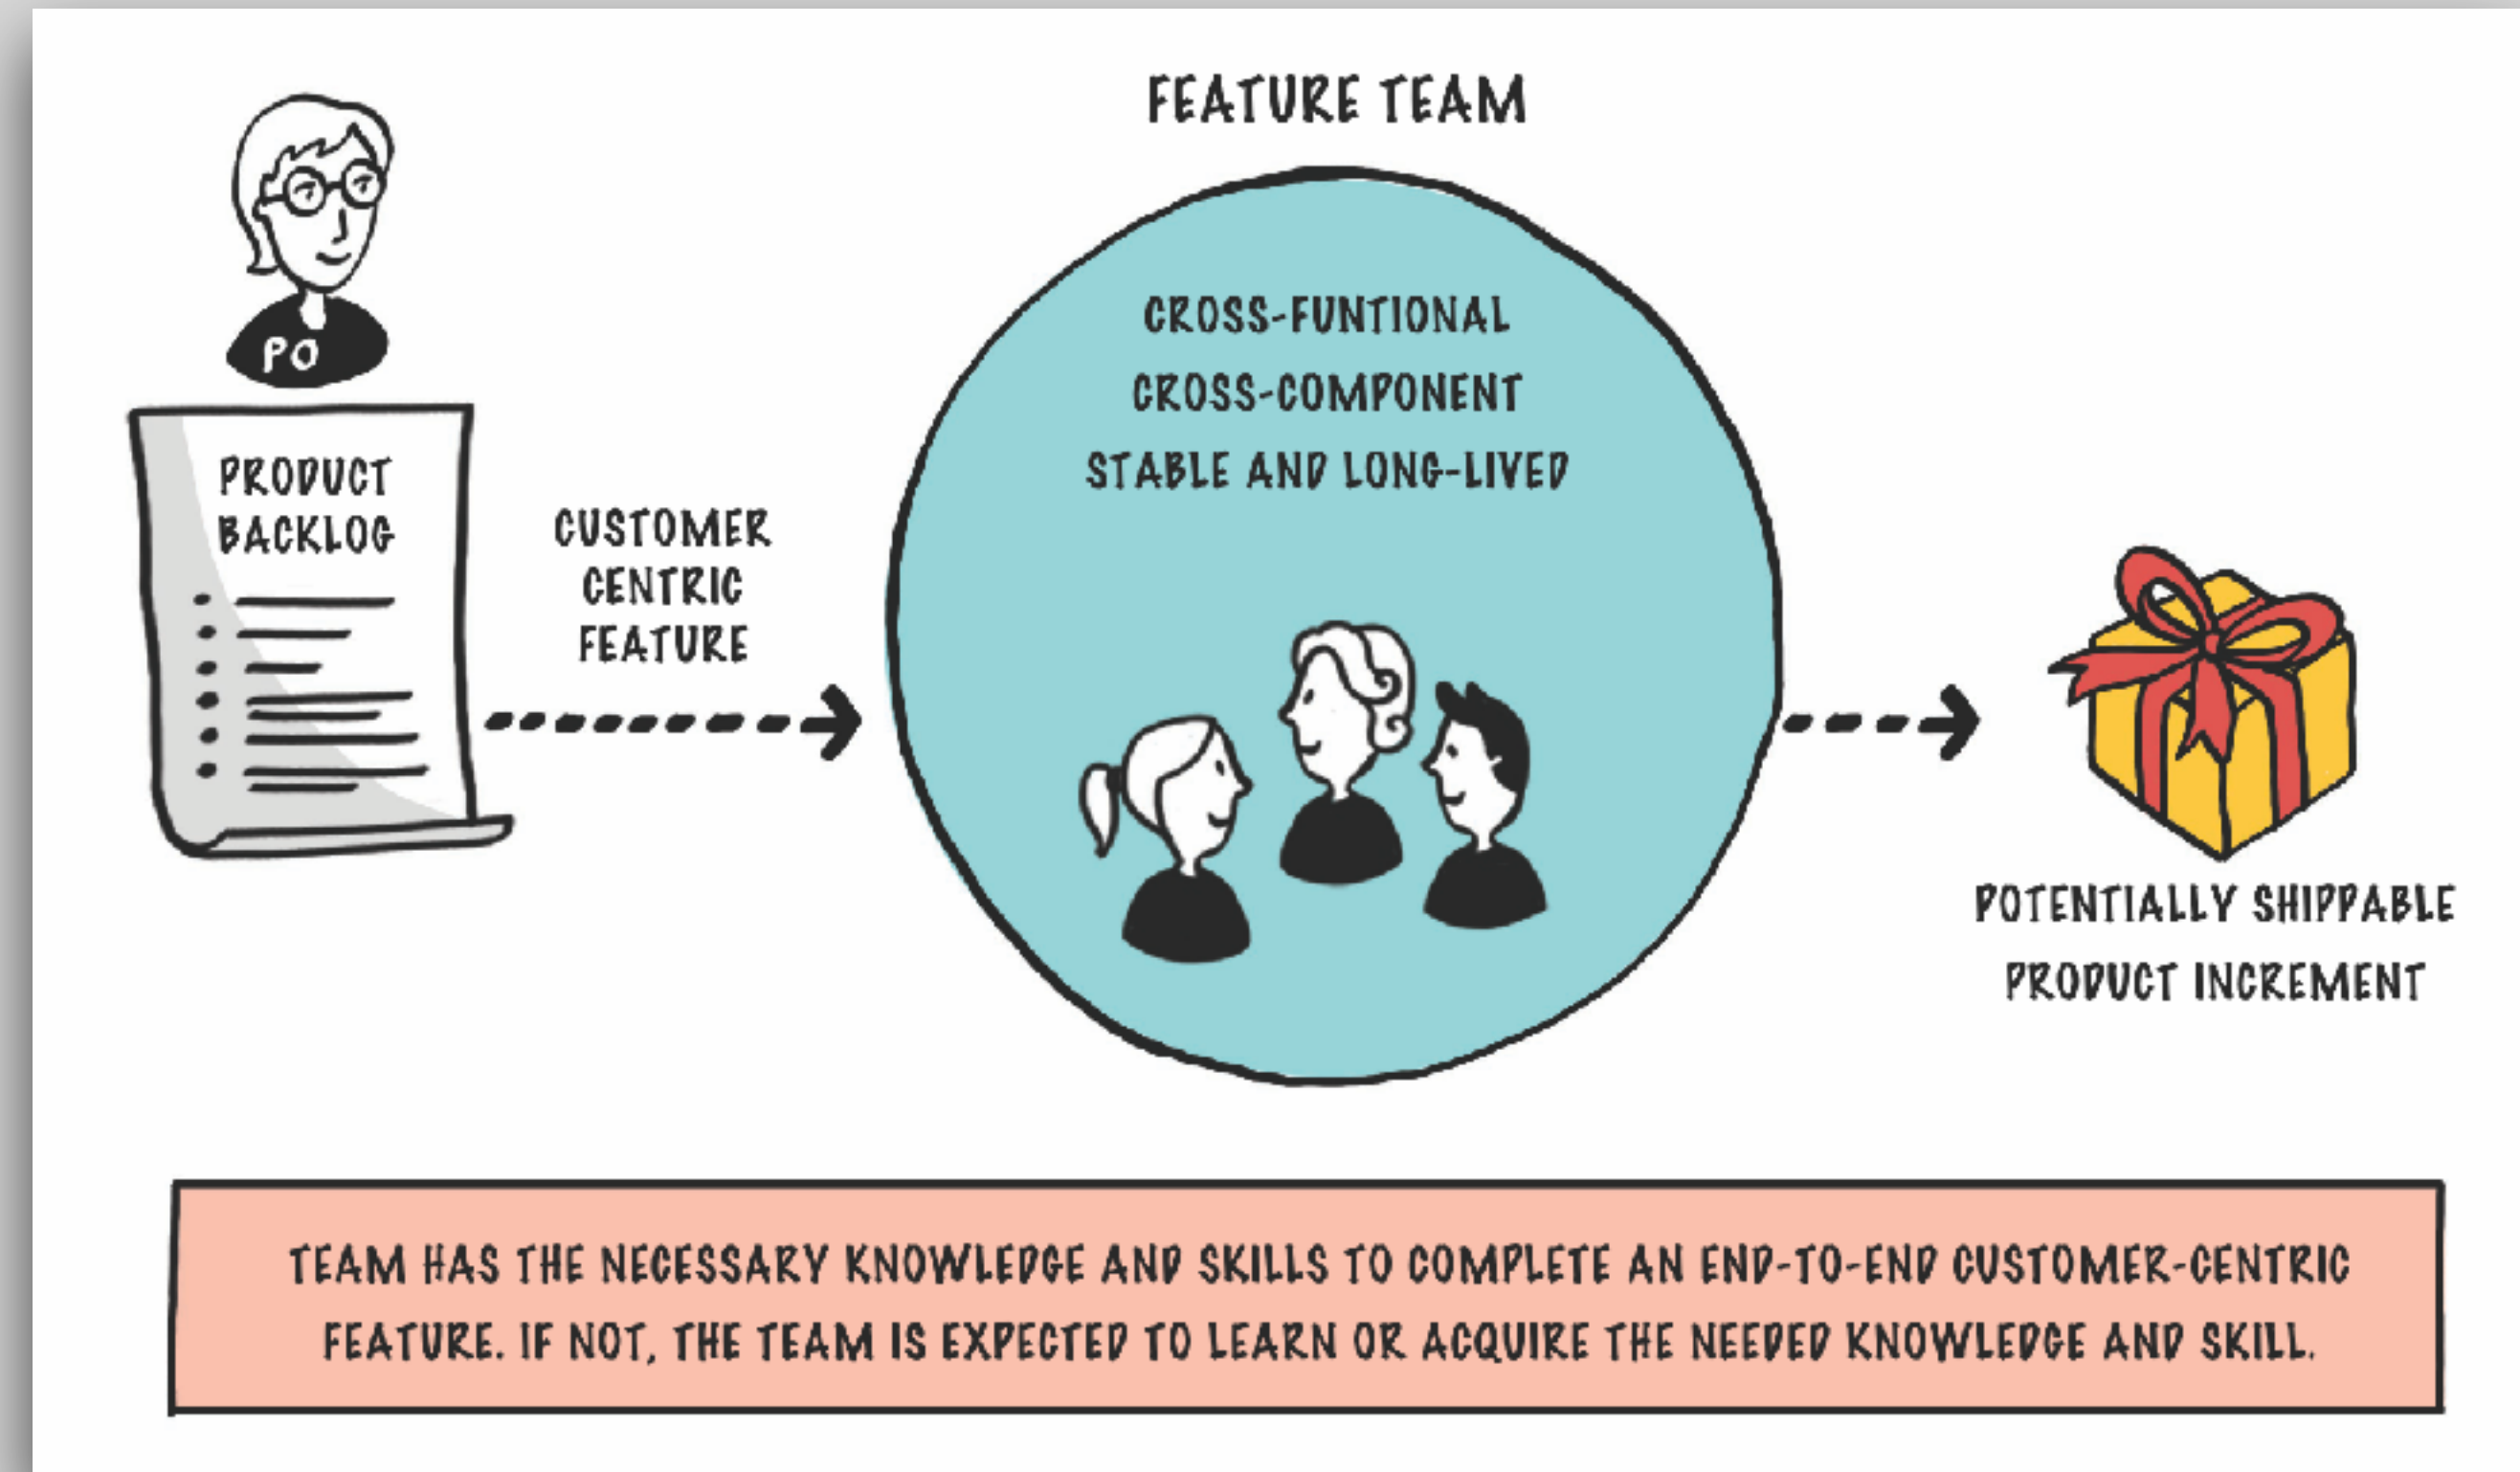 FEATURE TEAM
PO
PRODUCT
BACKLOG
CUSTOMER
CENTRIC
FEATURE
CROSS-FUNTIONAL
CROSS-COMPONENT
STABLE AND LONG-LIVED
POTENTIALLY SHIPPABLE
PRODUCT INCREMENT
TEAM HAS THE NECESSARY KNOWLEDGE AND SKILLS TO COMPLETE AN END-TO-END CUSTOMER-CENTRIC
FEATURE. IF NOT, THE TEAM IS EXPECTED TO LEARN OR ACQUIRE THE NEEDED KNOWLEDGE AND SKILL.